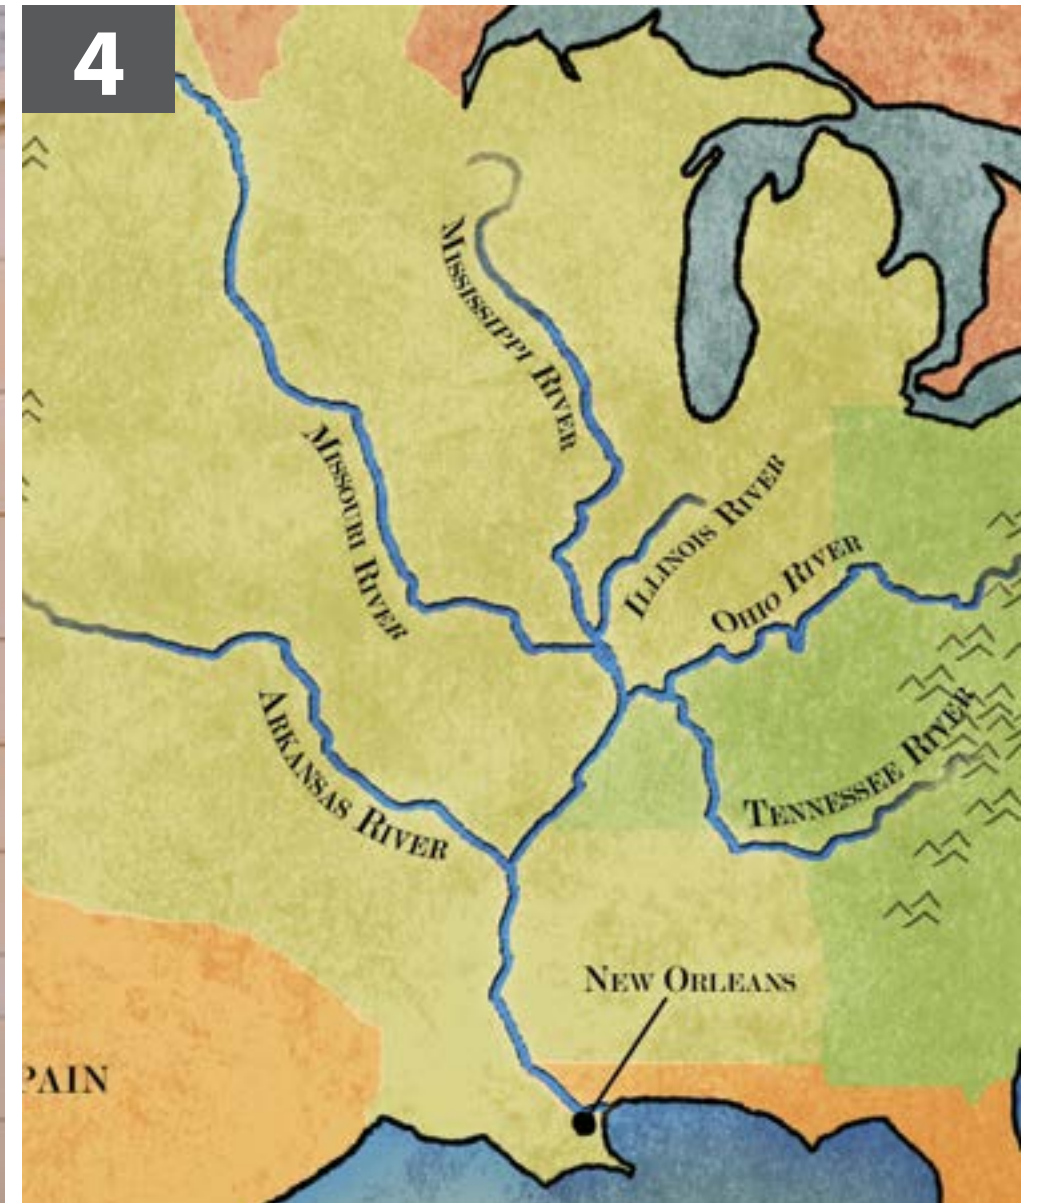 4
Mississippi River
Missouri River
Illinois River
Ohio River
Arkansas River
Tennessee River
New Orleans
PAIN